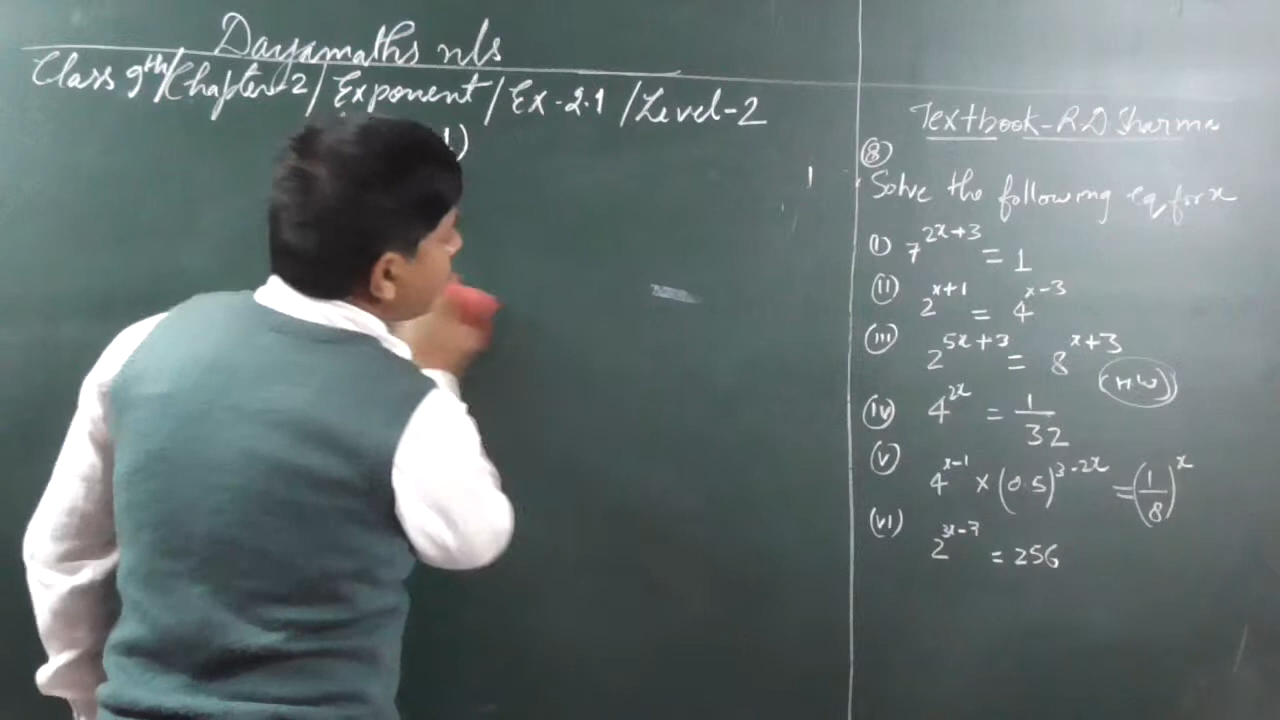 Dayamaths nls
Class 9th/Chapter-2/Exponent/Ex-2.1/Level-2
Textbook-RD Sharma
(8)
Solve the following eq for x
(I) 7^(2x+3) = 1
(II) 2^(x+1) = 4^(x-3)
(III) 2^(5x+3) = 8^(x+3)
(HW)
(IV) 4^(2x) = 1/32
(V) 4^(x-1) × (0.5)^(3-2x) = (1/8)^x
(VI) 2^(3x-7) = 256